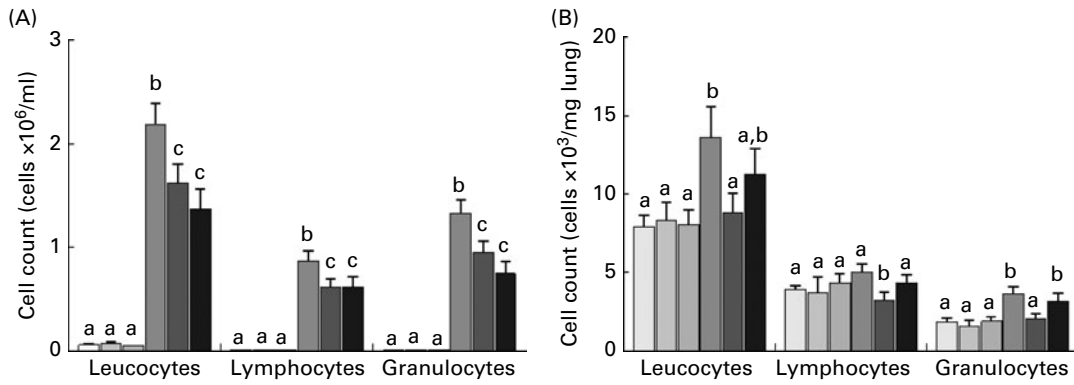 (A)
Cell count (cells ×10⁶/ml)
3
2
1
0
a a a b c c
a a a b c c
a a a b c c
Leucocytes Lymphocytes Granulocytes
(B)
Cell count (cells ×10³/mg lung)
20
15
10
5
0
a a a b a a,b
a a a a b a
a a a b a b
Leucocytes Lymphocytes Granulocytes